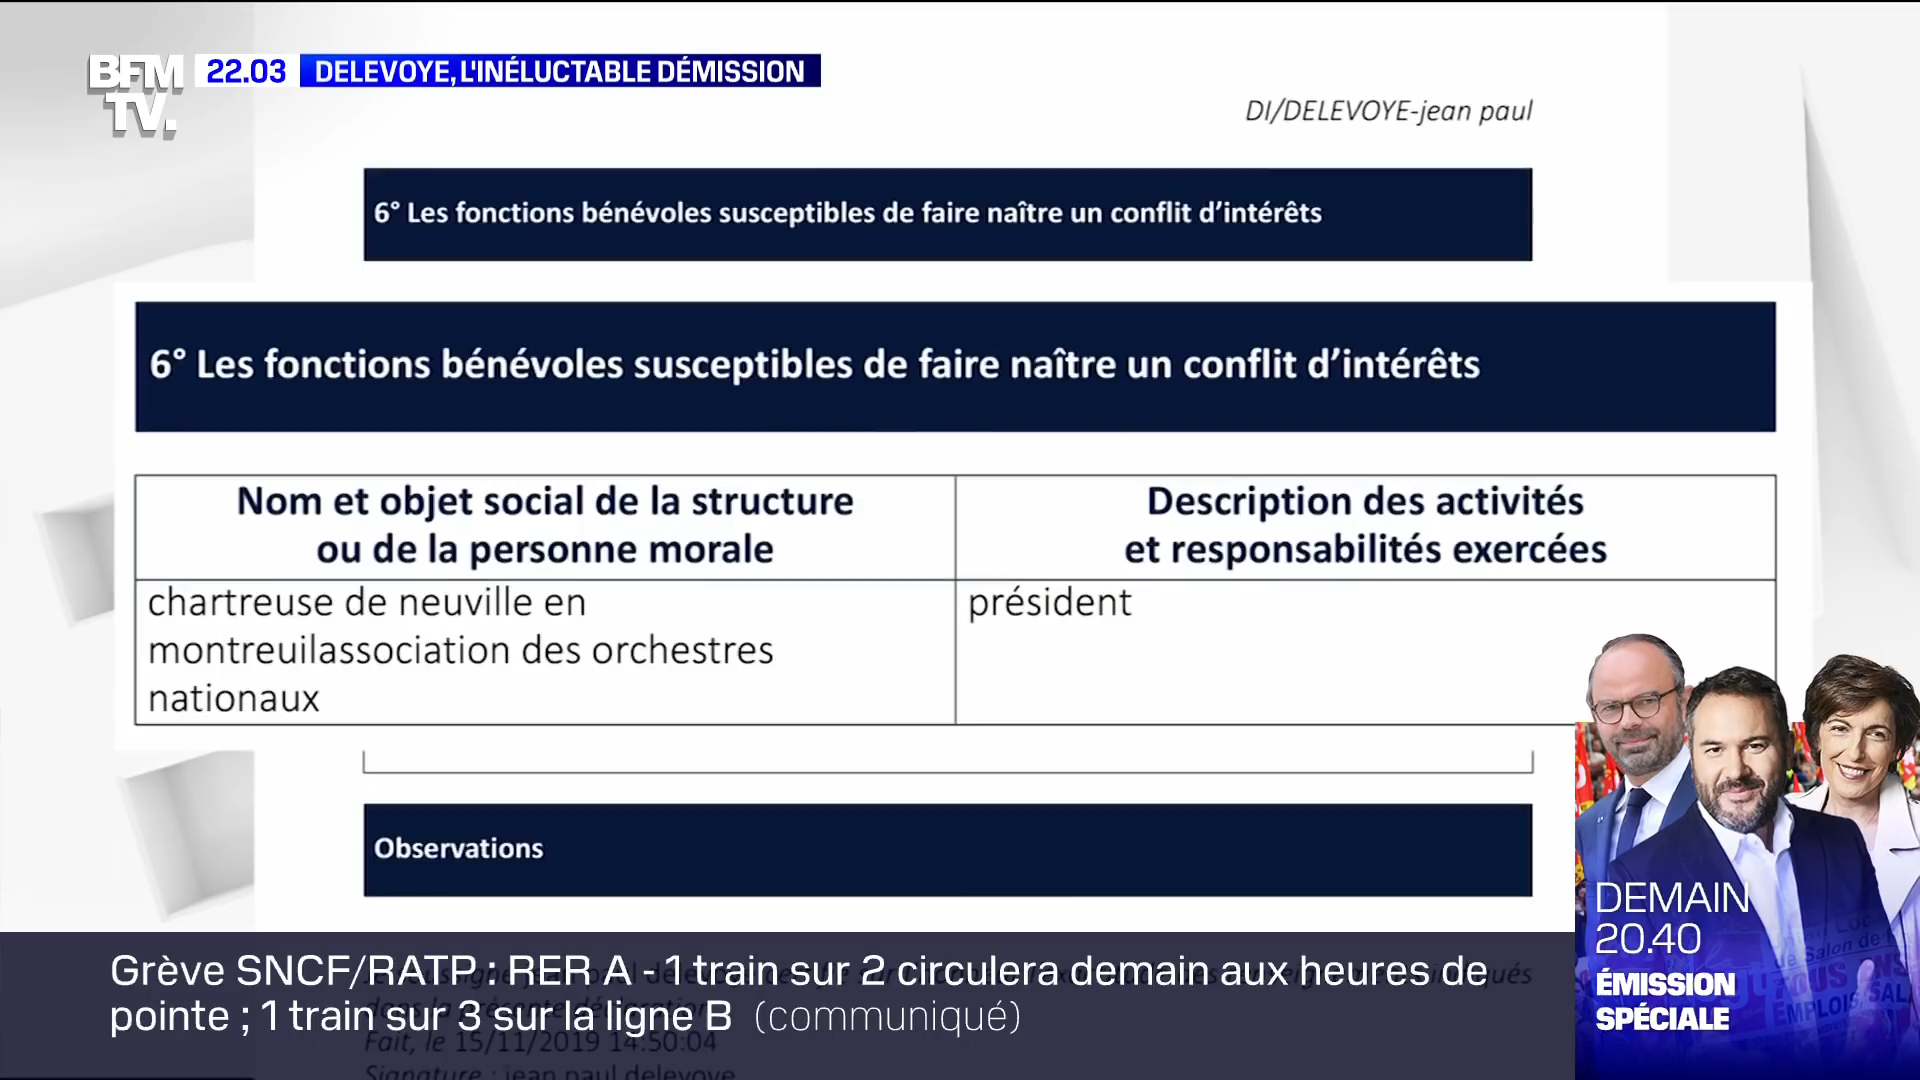 BFM
TV.
22.03
DELEVOYE, L'INÉLUCTABLE DÉMISSION
DI/DELEVOYE-jean paul
6° Les fonctions bénévoles susceptibles de faire naître un conflit d’intérêts
6° Les fonctions bénévoles susceptibles de faire naître un conflit d’intérêts
Nom et objet social de la structure
ou de la personne morale
Description des activités
et responsabilités exercées
chartreuse de neuville en
montreuilassociation des orchestres
nationaux
président
Observations
Grève SNCF/RATP : RER A - 1 train sur 2 circulera demain aux heures de
pointe ; 1 train sur 3 sur la ligne B (communiqué)
Fait, le 15/11/2019 14:50:04
Signature : jean paul delevoye
DEMAIN
20.40
ÉMISSION
SPÉCIALE